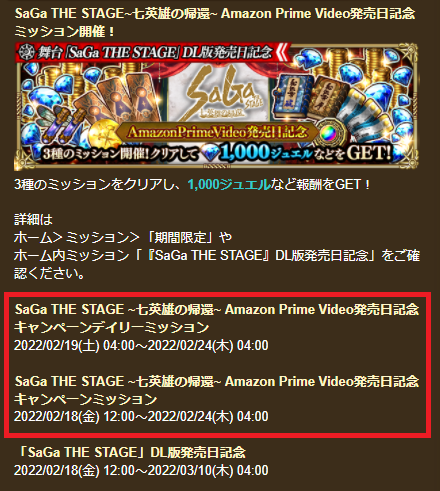 SaGa THE STAGE~七英雄の帰還~ Amazon Prime Video発売日記念
ミッション開催！
舞台「SaGa THE STAGE」DL版発売日記念
SaGa
THE STAGE
七英雄の帰還
AmazonPrimeVideo発売日記念
3種のミッション開催!クリアして 1,000ジュエルなどをGET!
3種のミッションをクリアし、1,000ジュエルなど報酬をGET！
詳細は
ホーム＞ミッション＞「期間限定」や
ホーム内ミッション「『SaGa THE STAGE』DL版発売日記念」をご確
認ください。
SaGa THE STAGE ~七英雄の帰還~ Amazon Prime Video発売日記念
キャンペーンデイリーミッション
2022/02/19(土) 04:00～2022/02/24(木) 04:00
SaGa THE STAGE ~七英雄の帰還~ Amazon Prime Video発売日記念
キャンペーンミッション
2022/02/18(金) 12:00～2022/02/24(木) 04:00
「SaGa THE STAGE」DL版発売日記念
2022/02/18(金) 12:00～2022/03/10(木) 04:00